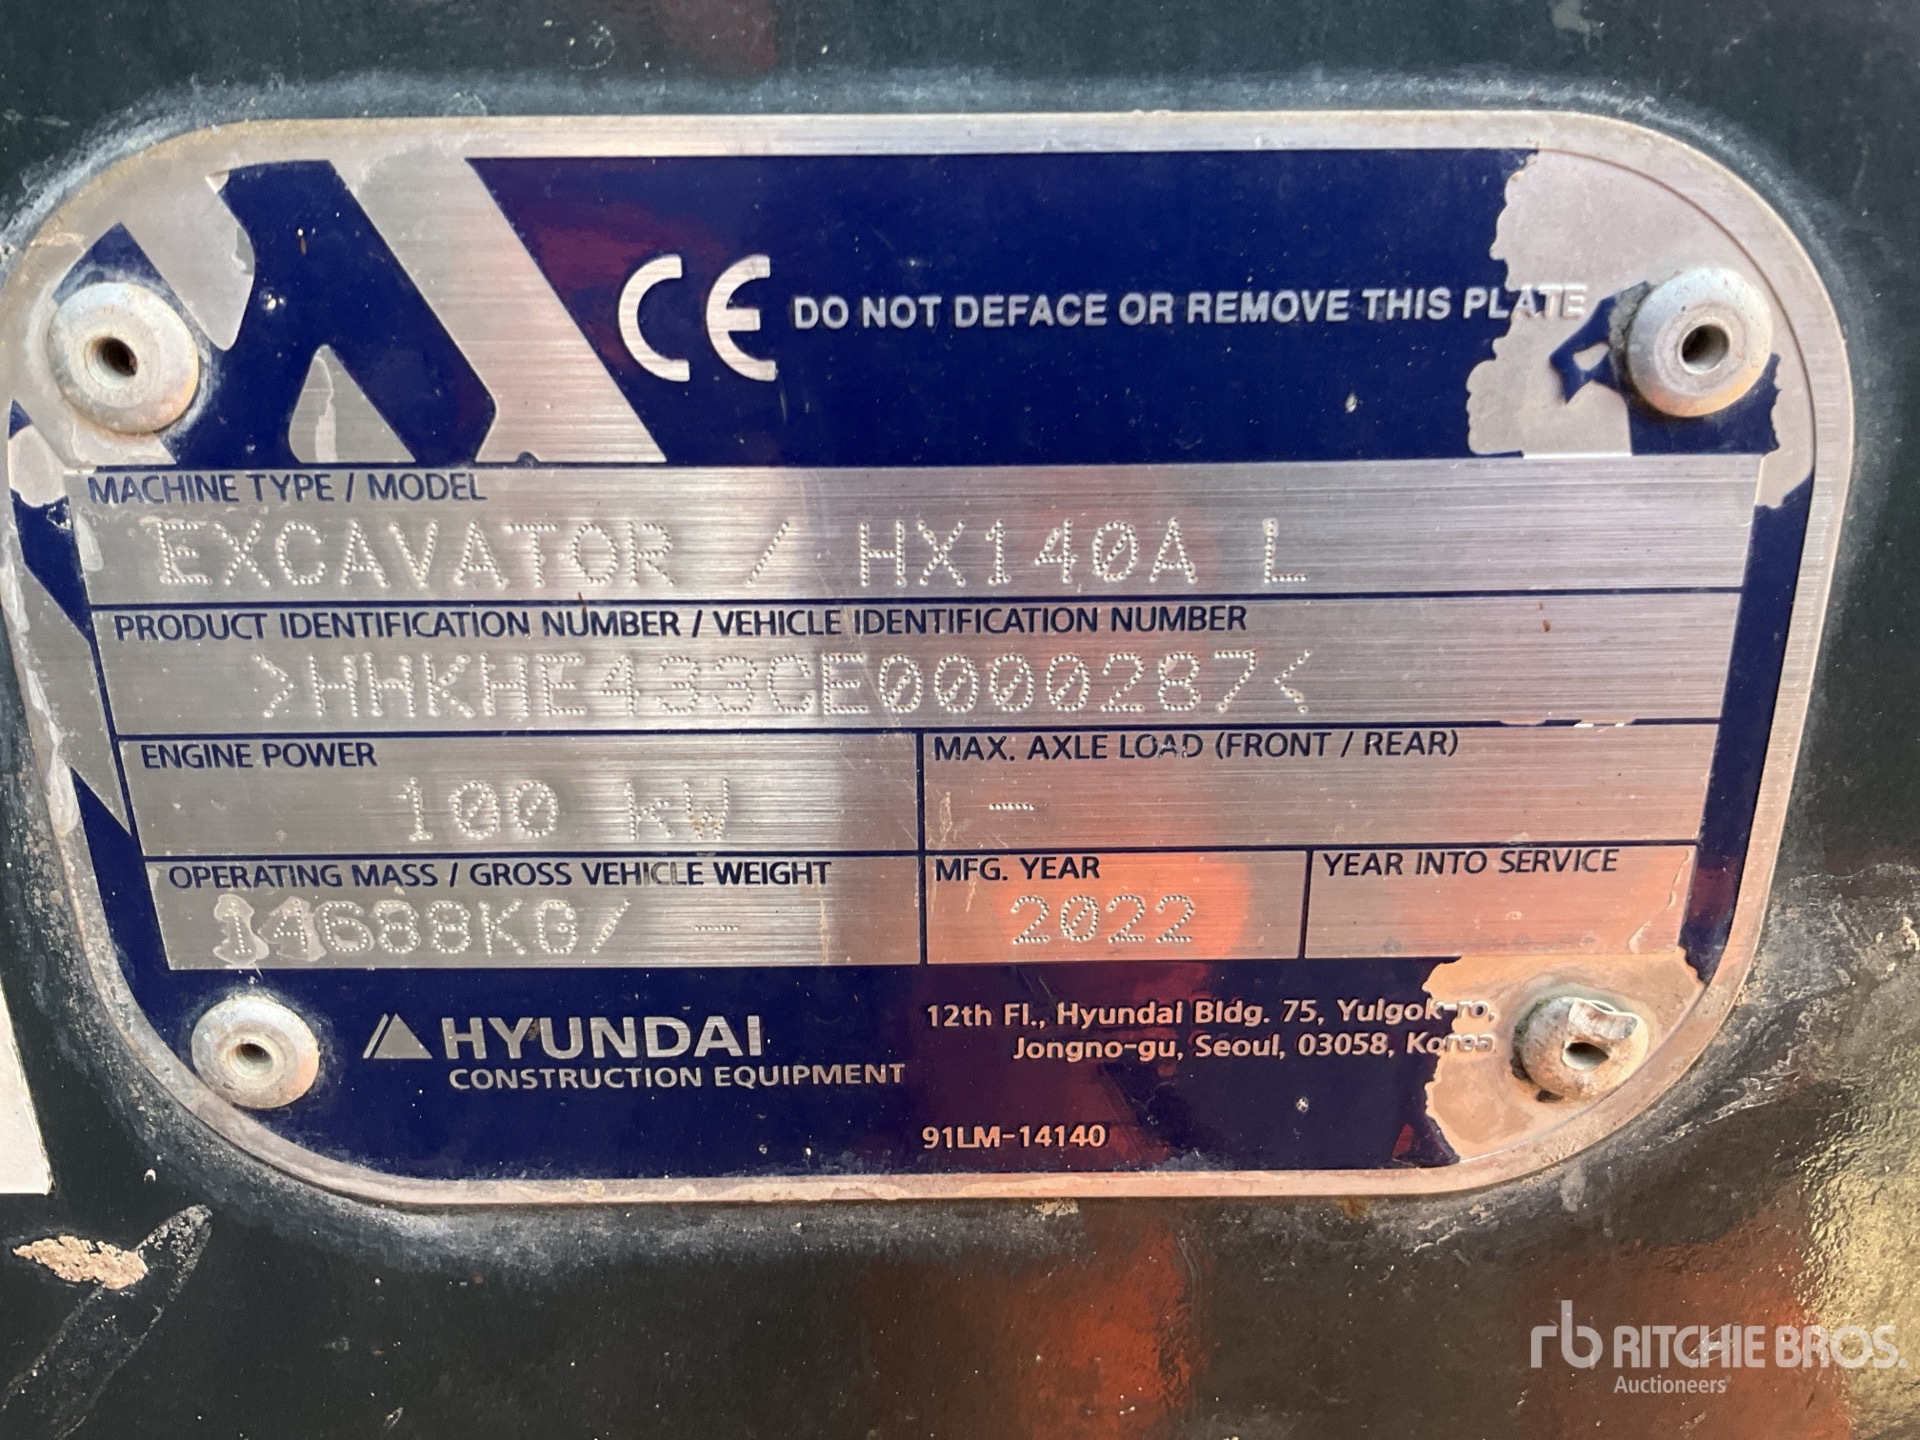 CE DO NOT DEFACE OR REMOVE THIS PLATE
MACHINE TYPE / MODEL
EXCAVATOR / HX140A L
PRODUCT IDENTIFICATION NUMBER / VEHICLE IDENTIFICATION NUMBER
>HHKHE433CE0000287<
ENGINE POWER
100 kW
MAX. AXLE LOAD (FRONT / REAR)
-
OPERATING MASS / GROSS VEHICLE WEIGHT
14688KG/ -
MFG. YEAR
2022
YEAR INTO SERVICE
HYUNDAI
CONSTRUCTION EQUIPMENT
12th Fl., Hyundai Bldg. 75, Yulgok-ro,
Jongno-gu, Seoul, 03058, Korea
91LM-14140
rb RITCHIE BROS.
Auctioneers